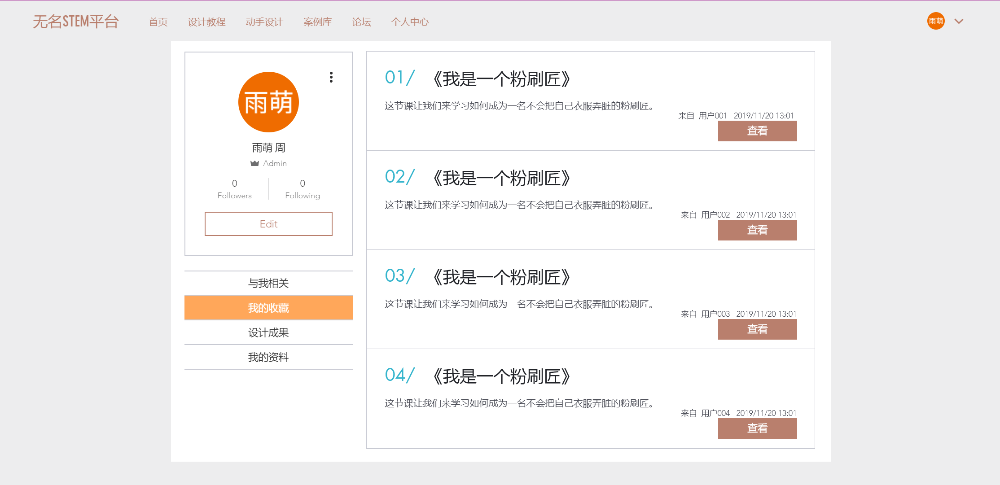 无名STEM平台 首页 设计教程 动手设计 案例库 论坛 个人中心 雨萌
雨萌
雨萌 周
Admin
0 0
Followers Following
Edit
与我相关
我的收藏
设计成果
我的资料
01/ 《我是一个粉刷匠》
这节课让我们来学习如何成为一名不会把自己衣服弄脏的粉刷匠。
来自 用户001 2019/11/20 13:01
查看
02/ 《我是一个粉刷匠》
这节课让我们来学习如何成为一名不会把自己衣服弄脏的粉刷匠。
来自 用户002 2019/11/20 13:01
查看
03/ 《我是一个粉刷匠》
这节课让我们来学习如何成为一名不会把自己衣服弄脏的粉刷匠。
来自 用户003 2019/11/20 13:01
查看
04/ 《我是一个粉刷匠》
这节课让我们来学习如何成为一名不会把自己衣服弄脏的粉刷匠。
来自 用户004 2019/11/20 13:01
查看